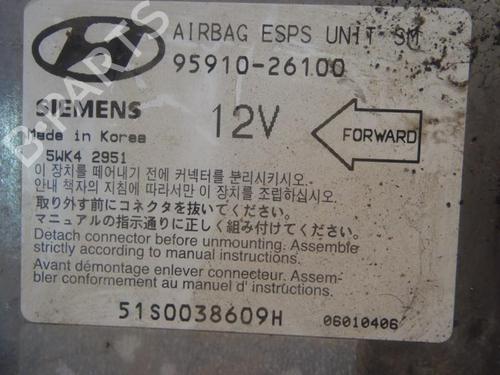 AIRBAG ESPS UNIT SM
95910-26100
SIEMENS
12V
FORWARD
Made in Korea
5WK4 2951
이 장치를 떼어내기 전에 커넥터를 분리시키시오.
안내 책자의 지침에 따라서만 이 장치를 조립하십시오.
取り外す前にコネクタを抜いてください。
マニュアルの指示通りに正しく組み付けてください。
Detach connector before unmounting. Assemble
strictly according to manual instructions.
Avant démontage enlever connecteur. Assem-
bler conformement au manuel instructions.
51S0038609H
06010406
B-PARTS